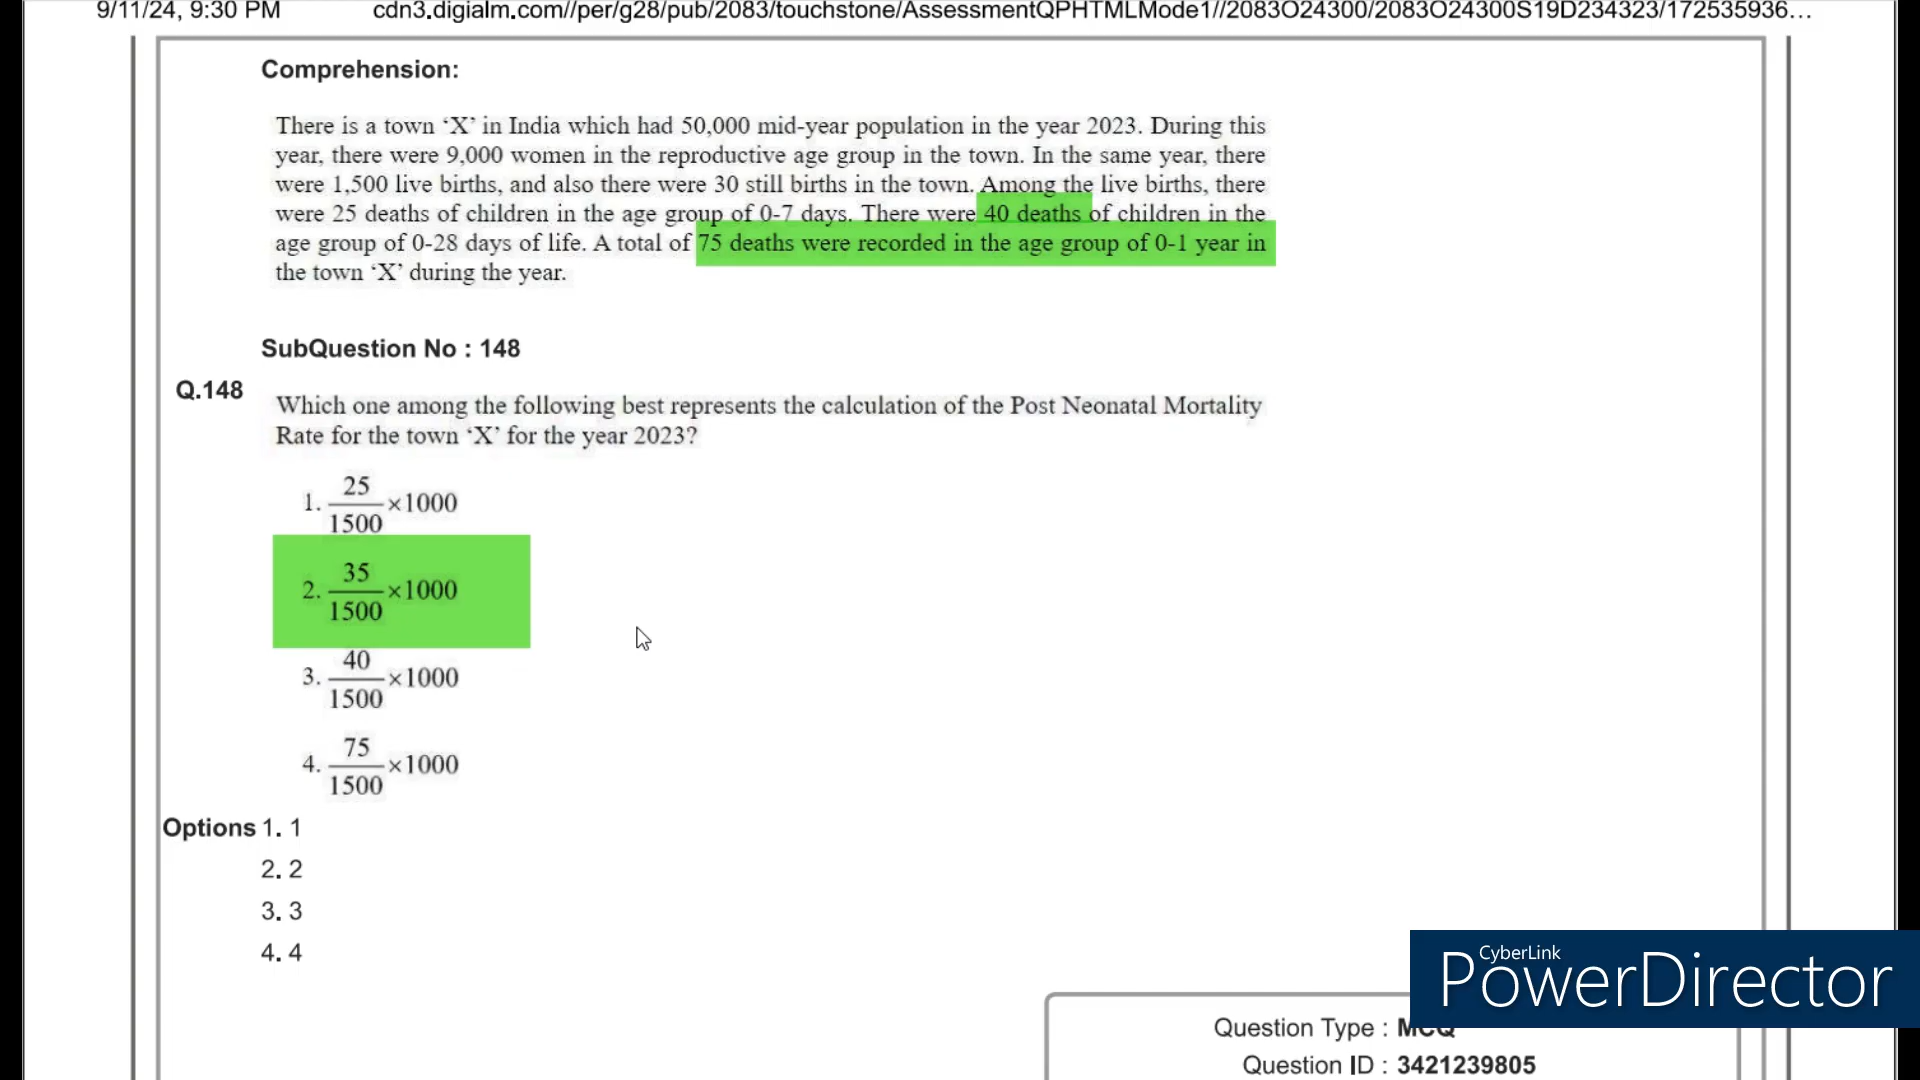 9/11/24, 9:30 PM cdn3.digialm.com//per/g28/pub/2083/touchstone/AssessmentQPHTMLMode1//2083O24300/2083O24300S19D234323/172535936…
Comprehension:
There is a town ‘X’ in India which had 50,000 mid-year population in the year 2023. During this
year, there were 9,000 women in the reproductive age group in the town. In the same year, there
were 1,500 live births, and also there were 30 still births in the town. Among the live births, there
were 25 deaths of children in the age group of 0-7 days. There were 40 deaths of children in the
age group of 0-28 days of life. A total of 75 deaths were recorded in the age group of 0-1 year in
the town ‘X’ during the year.
SubQuestion No : 148
Q.148
Which one among the following best represents the calculation of the Post Neonatal Mortality
Rate for the town ‘X’ for the year 2023?
1. 25/1500 ×1000
2. 35/1500 ×1000
3. 40/1500 ×1000
4. 75/1500 ×1000
Options 1. 1
2. 2
3. 3
4. 4
CyberLink
PowerDirector
Question Type : MCQ
Question ID : 3421239805